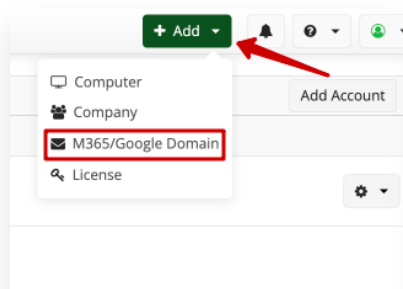 Add
Computer
Company
M365/Google Domain
License
Add Account